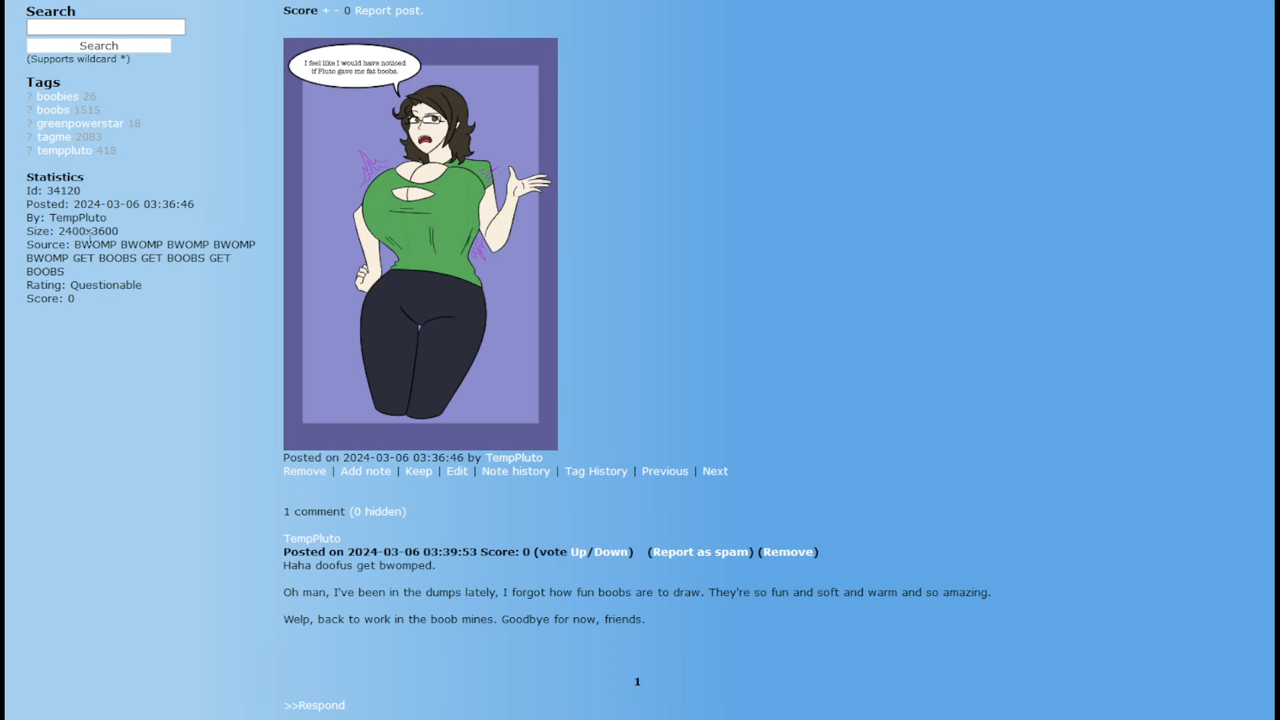 Search
Search
(Supports wildcard *)
Tags
? boobies 26
? boobs 1515
? greenpowerstar 18
? tagme 2083
? temppluto 418
Statistics
Id: 34120
Posted: 2024-03-06 03:36:46
By: TempPluto
Size: 2400x3600
Source: BWOMP BWOMP BWOMP BWOMP
BWOMP GET BOOBS GET BOOBS GET
BOOBS
Rating: Questionable
Score: 0
Score + - 0 Report post.
I feel like I would have noticed
if Pluto gave me fat boobs.
Posted on 2024-03-06 03:36:46 by TempPluto
Remove | Add note | Keep | Edit | Note history | Tag History | Previous | Next
1 comment (0 hidden)
TempPluto
Posted on 2024-03-06 03:39:53 Score: 0 (vote Up/Down) (Report as spam) (Remove)
Haha doofus get bwomped.
Oh man, I've been in the dumps lately, I forgot how fun boobs are to draw. They're so fun and soft and warm and so amazing.
Welp, back to work in the boob mines. Goodbye for now, friends.
1
>>Respond